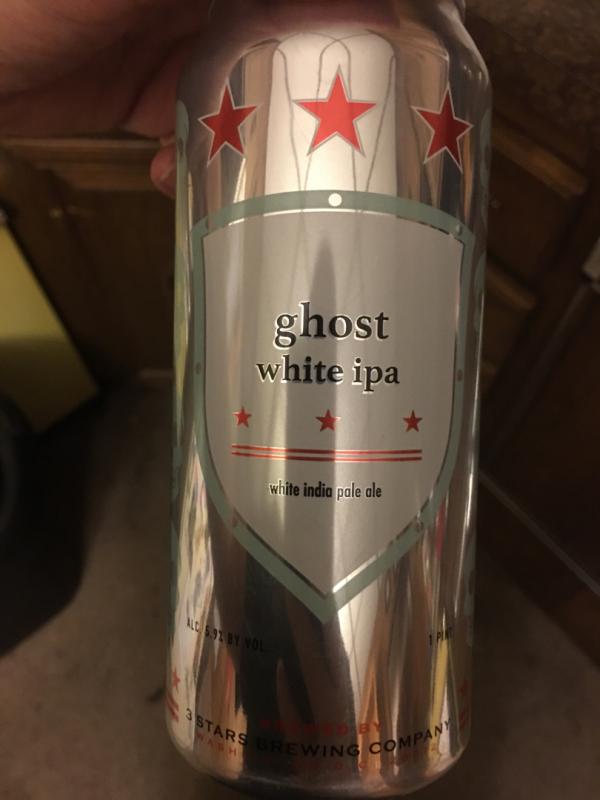 ghost
white ipa
white india pale ale
ALC 5.9% BY VOL.
1 PINT
BREWED BY
3 STARS BREWING COMPANY
D.C.